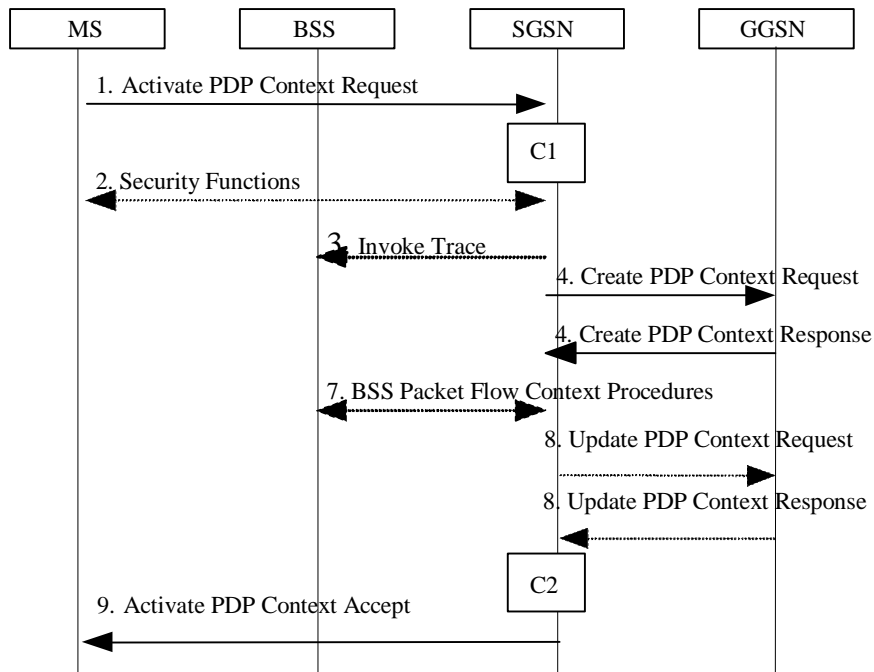 MS BSS SGSN GGSN
1. Activate PDP Context Request
C1
2. Security Functions
3. Invoke Trace
4. Create PDP Context Request
4. Create PDP Context Response
7. BSS Packet Flow Context Procedures
8. Update PDP Context Request
8. Update PDP Context Response
C2
9. Activate PDP Context Accept